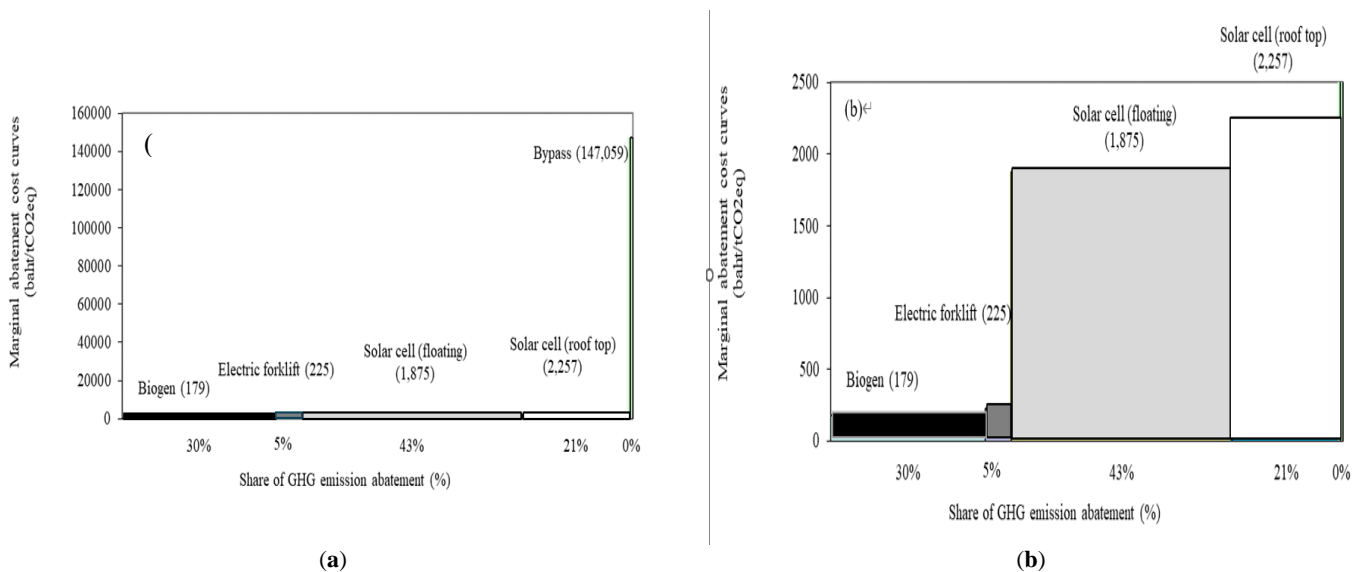 Marginal abatement cost curves
(baht/tCO2eq)
160000
140000
120000
100000
80000
60000
40000
20000
0
(
Bypass (147,059)
Biogen (179)
Electric forklift (225)
Solar cell (floating)
(1,875)
Solar cell (roof top)
(2,257)
30% 5% 43% 21% 0%
Share of GHG emission abatement (%)
(a)
Marginal abatement cost curves
(baht/tCO2eq)
2500
2000
1500
1000
500
0
(b)↵
Solar cell (roof top)
(2,257)
Solar cell (floating)
(1,875)
Electric forklift (225)
Biogen (179)
30% 5% 43% 21% 0%
Share of GHG emission abatement (%)
(b)